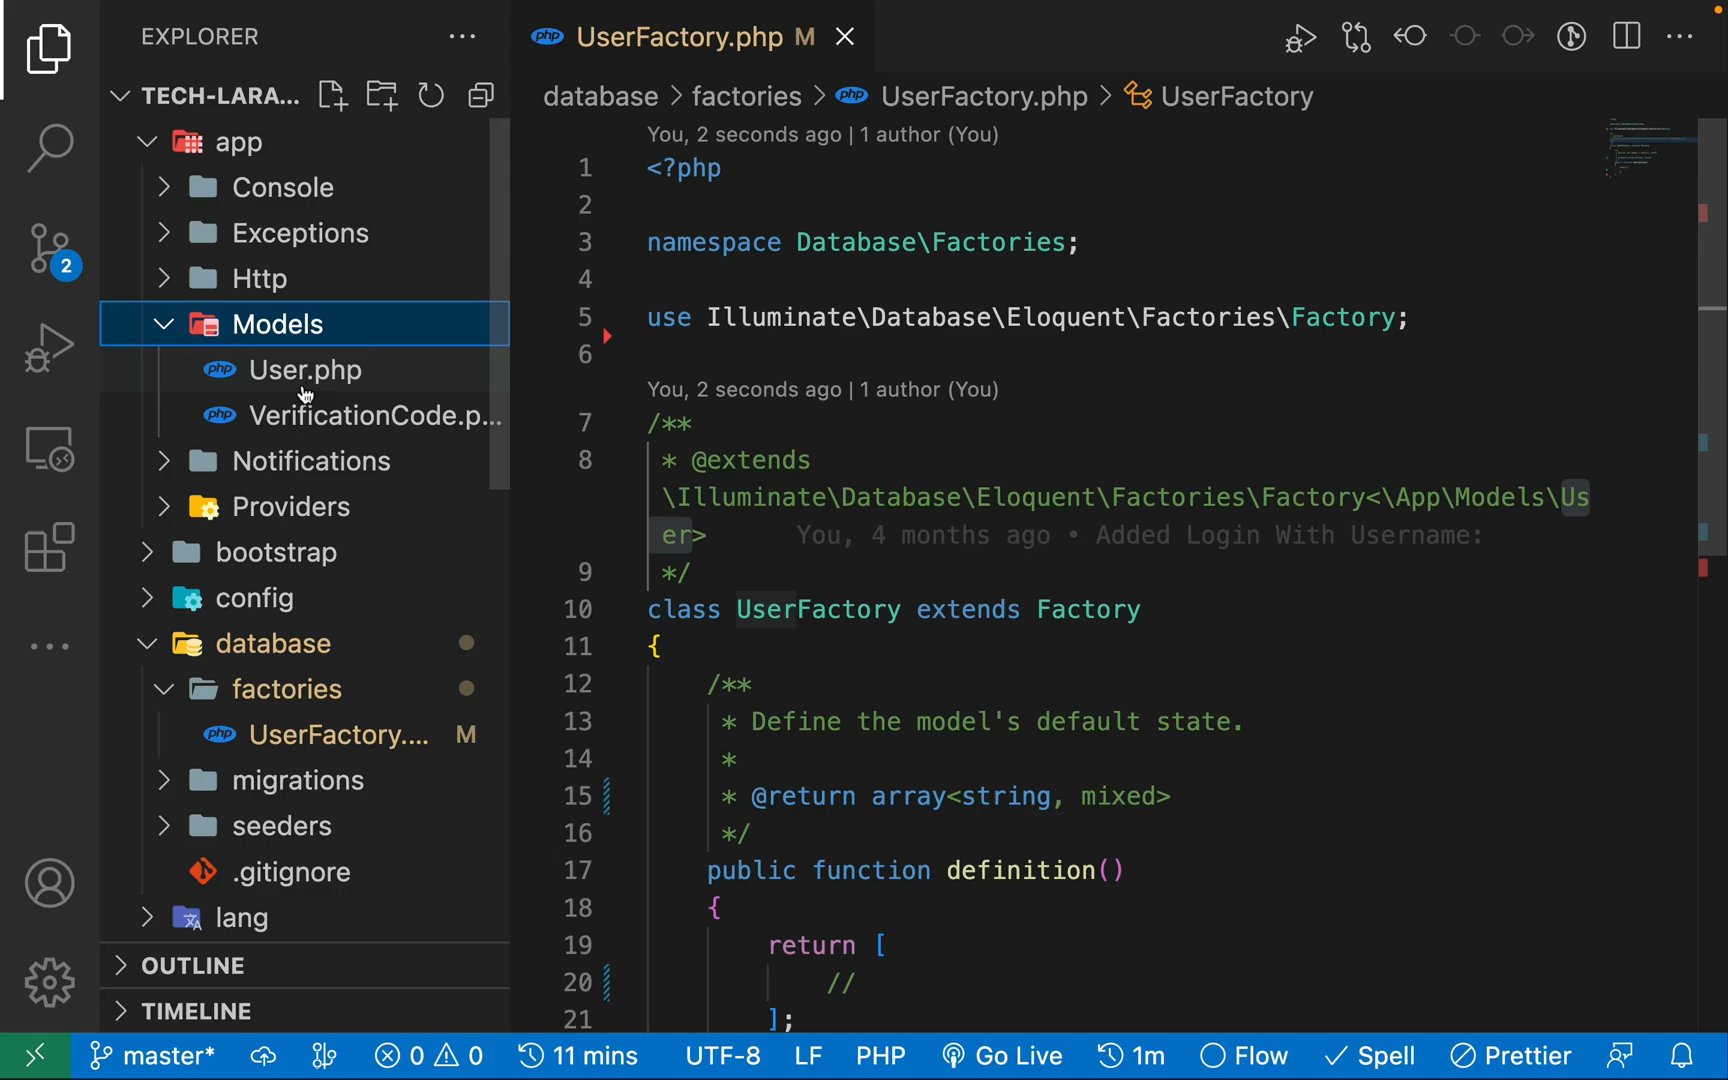 EXPLORER
TECH-LARA...
app
Console
Exceptions
Http
Models
php User.php
php VerificationCode.p...
Notifications
Providers
bootstrap
config
database
factories
php UserFactory.... M
migrations
seeders
.gitignore
lang
OUTLINE
TIMELINE
2
php UserFactory.php M
database > factories > php UserFactory.php > UserFactory
You, 2 seconds ago | 1 author (You)
1 <?php
2
3 namespace Database\Factories;
4
5 use Illuminate\Database\Eloquent\Factories\Factory;
6
You, 2 seconds ago | 1 author (You)
7 /**
8 * @extends
\Illuminate\Database\Eloquent\Factories\Factory<\App\Models\Us
er> You, 4 months ago • Added Login With Username:
9 */
10 class UserFactory extends Factory
11 {
12 /**
13 * Define the model's default state.
14 *
15 * @return array<string, mixed>
16 */
17 public function definition()
18 {
19 return [
20 //
21 ];
master* 0 0 11 mins UTF-8 LF PHP Go Live 1m Flow Spell Prettier